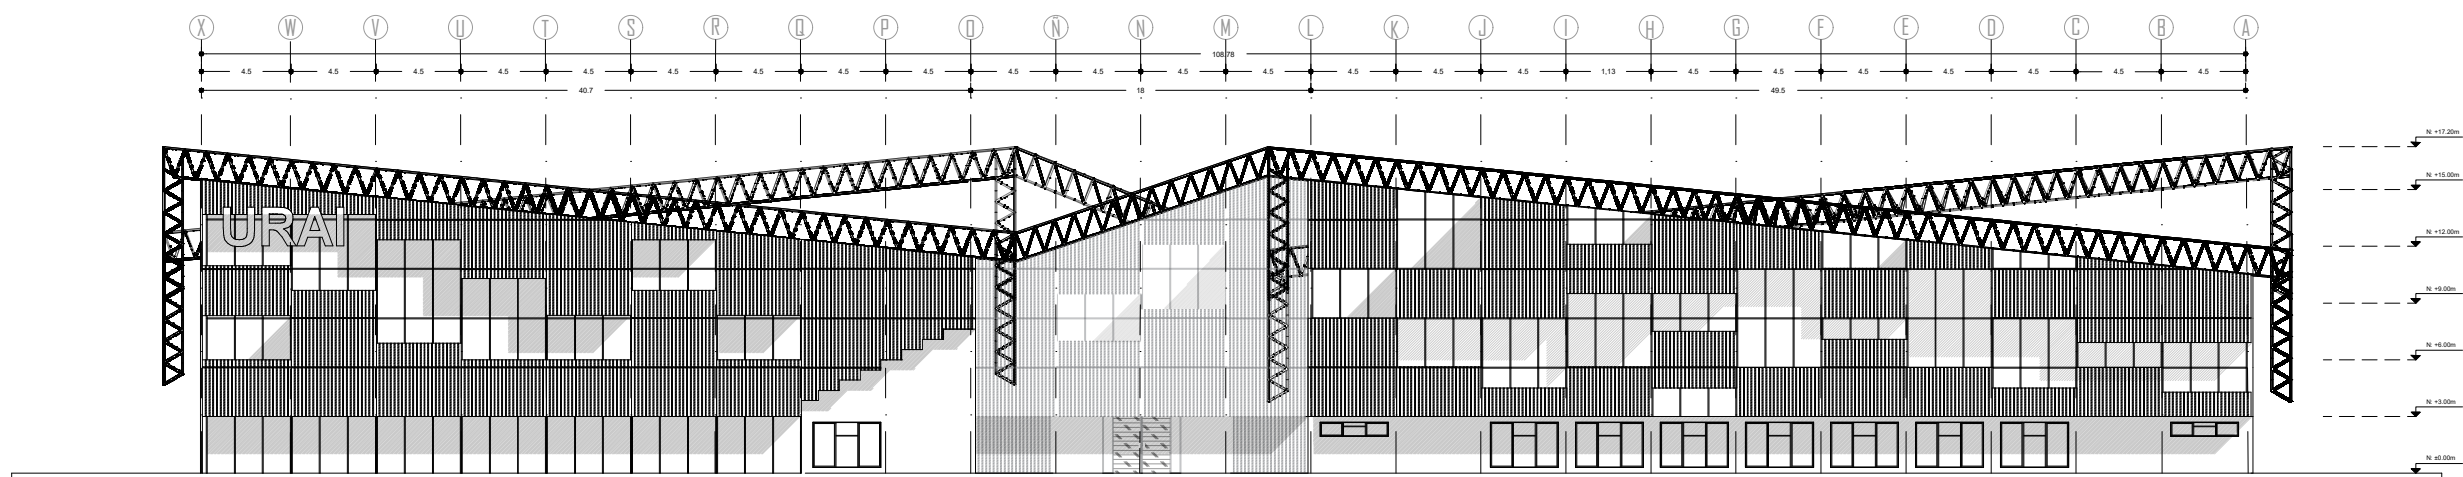 X W V U T S R Q P O Ñ N M L K J I H G F E D C B A
108.78
4.5 4.5 4.5 4.5 4.5 4.5 4.5 4.5 4.5 4.5 4.5 4.5 4.5 4.5 4.5 4.5 1,13 4.5 4.5 4.5 4.5 4.5 4.5 4.5
40.7 18 49.5
N: +17.20m
N: +15.00m
URAI
N: +12.00m
N: +9.00m
N: +6.00m
N: +3.00m
N: ±0.00m